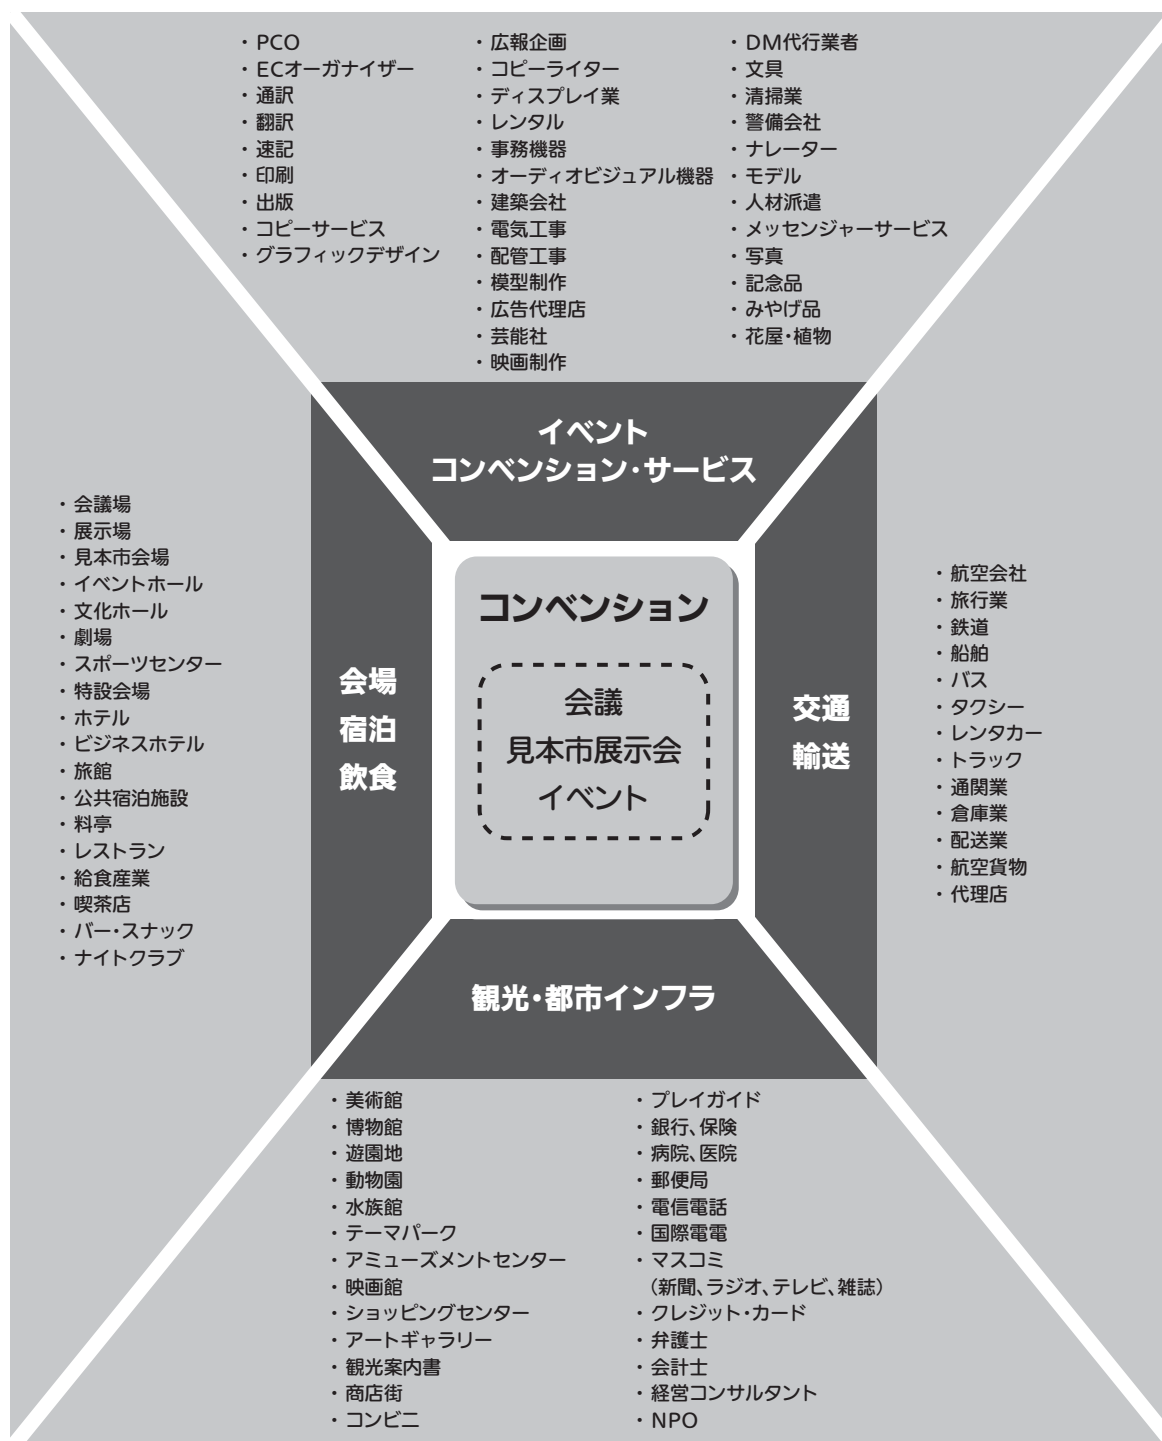 ・PCO
・ECオーガナイザー
・通訳
・翻訳
・速記
・印刷
・出版
・コピーサービス
・グラフィックデザイン
・広報企画
・コピーライター
・ディスプレイ業
・レンタル
・事務機器
・オーディオビジュアル機器
・建築会社
・電気工事
・配管工事
・模型制作
・広告代理店
・芸能社
・映画制作
・DM代行業者
・文具
・清掃業
・警備会社
・ナレーター
・モデル
・人材派遣
・メッセンジャーサービス
・写真
・記念品
・みやげ品
・花屋・植物
イベント
コンベンション・サービス
・会議場
・展示場
・見本市会場
・イベントホール
・文化ホール
・劇場
・スポーツセンター
・特設会場
・ホテル
・ビジネスホテル
・旅館
・公共宿泊施設
・料亭
・レストラン
・給食産業
・喫茶店
・バー・スナック
・ナイトクラブ
会場
宿泊
飲食
コンベンション
会議
見本市展示会
イベント
交通
輸送
・航空会社
・旅行業
・鉄道
・船舶
・バス
・タクシー
・レンタカー
・トラック
・通関業
・倉庫業
・配送業
・航空貨物
・代理店
観光・都市インフラ
・美術館
・博物館
・遊園地
・動物園
・水族館
・テーマパーク
・アミューズメントセンター
・映画館
・ショッピングセンター
・アートギャラリー
・観光案内書
・商店街
・コンビニ
・プレイガイド
・銀行、保険
・病院、医院
・郵便局
・電信電話
・国際電電
・マスコミ
（新聞、ラジオ、テレビ、雑誌）
・クレジット・カード
・弁護士
・会計士
・経営コンサルタント
・NPO